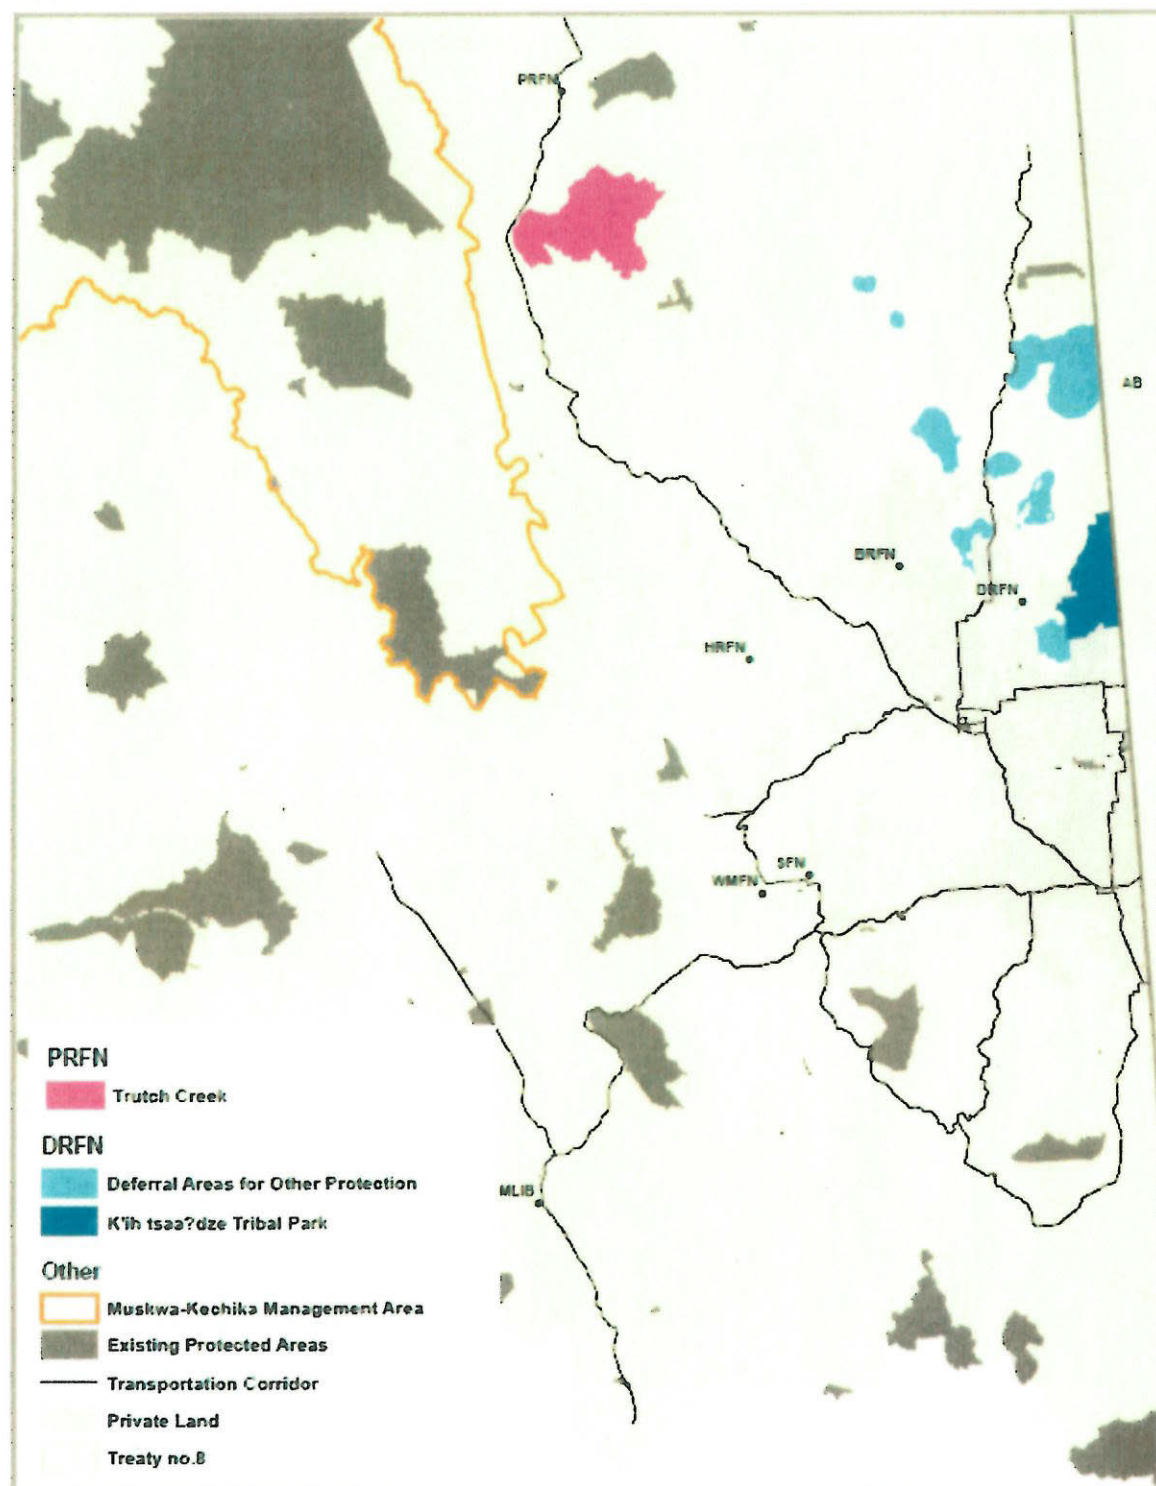 PRFN
AB
BRFN
DRFN
HRFN
SFN
WMFN
MLIB
PRFN
Trutch Creek
DRFN
Deferral Areas for Other Protection
K'ih tsaa?dze Tribal Park
Other
Muskwa-Kechika Management Area
Existing Protected Areas
Transportation Corridor
Private Land
Treaty no.8